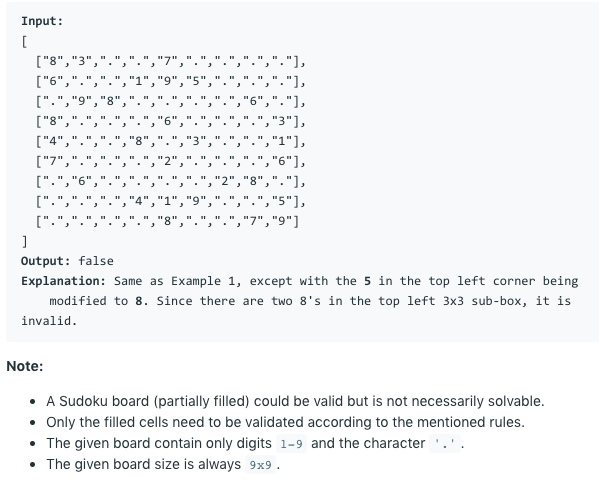 Input:
[
["8","3",".",".","7",".",".",".","."],
["6",".",".","1","9","5",".",".","."],
[".","9","8",".",".",".",".","6","."],
["8",".",".",".","6",".",".",".","3"],
["4",".",".","8",".","3",".",".","1"],
["7",".",".",".","2",".",".",".","6"],
[".","6",".",".",".",".","2","8","."],
[".",".",".","4","1","9",".",".","5"],
[".",".",".",".","8",".",".","7","9"]
]
Output: false
Explanation: Same as Example 1, except with the 5 in the top left corner being
modified to 8. Since there are two 8's in the top left 3x3 sub-box, it is
invalid.
Note:
• A Sudoku board (partially filled) could be valid but is not necessarily solvable.
• Only the filled cells need to be validated according to the mentioned rules.
• The given board contain only digits 1-9 and the character '.'.
• The given board size is always 9x9.